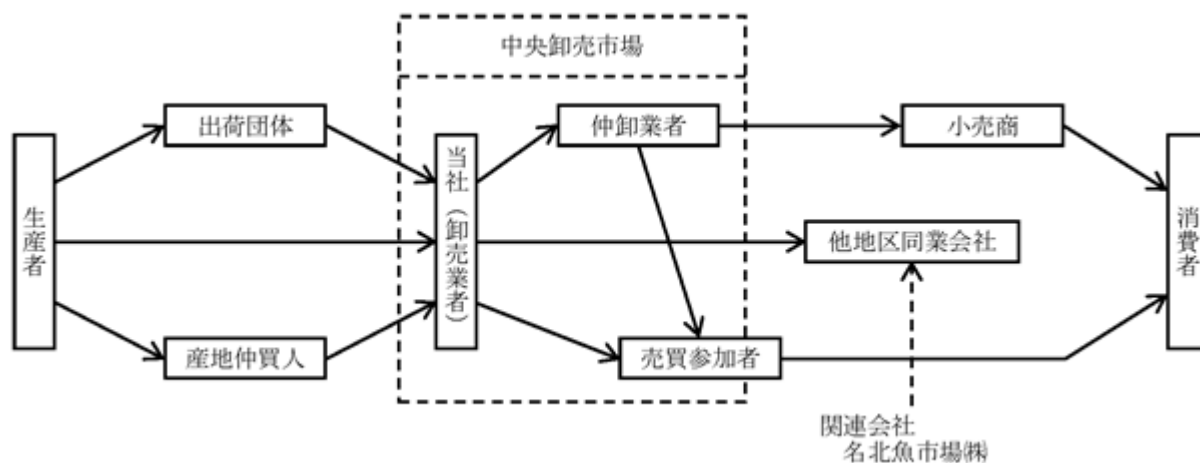 中央卸売市場
出荷団体
仲卸業者
小売商
生産者
当社（卸売業者）
他地区同業会社
消費者
産地仲買人
売買参加者
関連会社
名北魚市場㈱